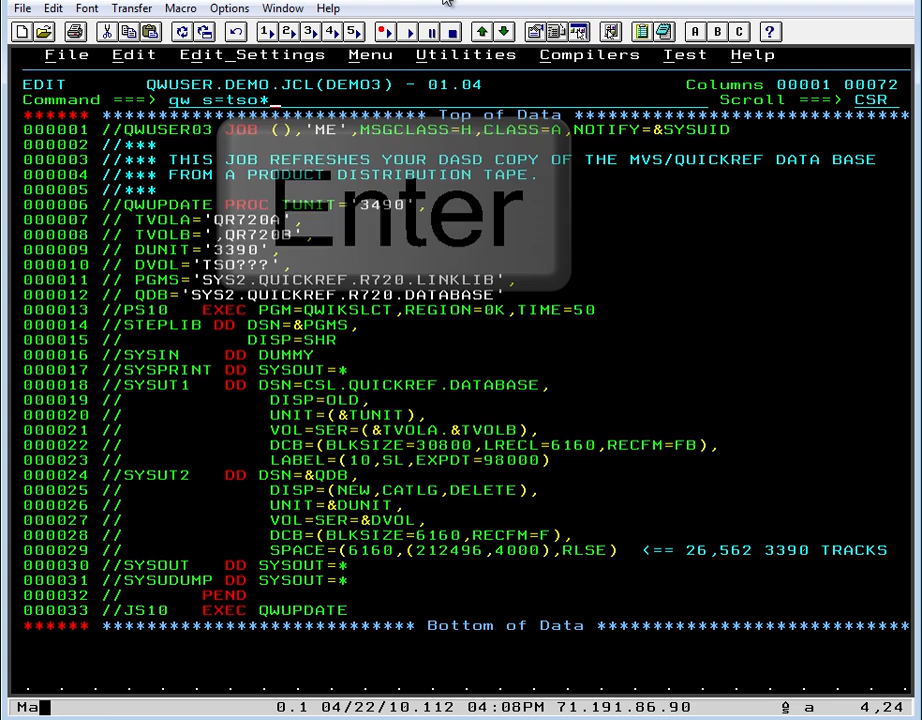 File Edit Font Transfer Macro Options Window Help
1 2 3 4 5 A B C ?
File Edit Edit_Settings Menu Utilities Compilers Test Help
EDIT QWUSER.DEMO.JCL(DEMO3) - 01.04 Columns 00001 00072
Command ===> qw s=tso*_ Scroll ===> CSR
****** **************************** Top of Data ******************************
000001 //QWUSER03 JOB (),'ME',MSGCLASS=H,CLASS=A,NOTIFY=&SYSUID
000002 //***
000003 //*** THIS JOB REFRESHES YOUR DASD COPY OF THE MVS/QUICKREF DATA BASE
000004 //*** FROM A PRODUCT DISTRIBUTION TAPE.
000005 //***
000006 //QWUPDATE PROC TUNIT='3490',
000007 // TVOLA='QR720A',
000008 // TVOLB=',QR720B',
000009 // DUNIT='3390',
000010 // DVOL='TSO???',
000011 // PGMS='SYS2.QUICKREF.R720.LINKLIB',
000012 // QDB='SYS2.QUICKREF.R720.DATABASE'
Enter
000013 //PS10 EXEC PGM=QWIKSLCT,REGION=0K,TIME=50
000014 //STEPLIB DD DSN=&PGMS,
000015 // DISP=SHR
000016 //SYSIN DD DUMMY
000017 //SYSPRINT DD SYSOUT=*
000018 //SYSUT1 DD DSN=CSL.QUICKREF.DATABASE,
000019 // DISP=OLD,
000020 // UNIT=(&TUNIT),
000021 // VOL=SER=(&TVOLA.&TVOLB),
000022 // DCB=(BLKSIZE=30800,LRECL=6160,RECFM=FB),
000023 // LABEL=(10,SL,EXPDT=98000)
000024 //SYSUT2 DD DSN=&QDB,
000025 // DISP=(NEW,CATLG,DELETE),
000026 // UNIT=&DUNIT,
000027 // VOL=SER=&DVOL,
000028 // DCB=(BLKSIZE=6160,RECFM=F),
000029 // SPACE=(6160,(212496,4000),RLSE) <== 26,562 3390 TRACKS
000030 //SYSOUT DD SYSOUT=*
000031 //SYSUDUMP DD SYSOUT=*
000032 // PEND
000033 //JS10 EXEC QWUPDATE
****** **************************** Bottom of Data ****************************
Ma 0.1 04/22/10.112 04:08PM 71.191.86.90 a 4,24